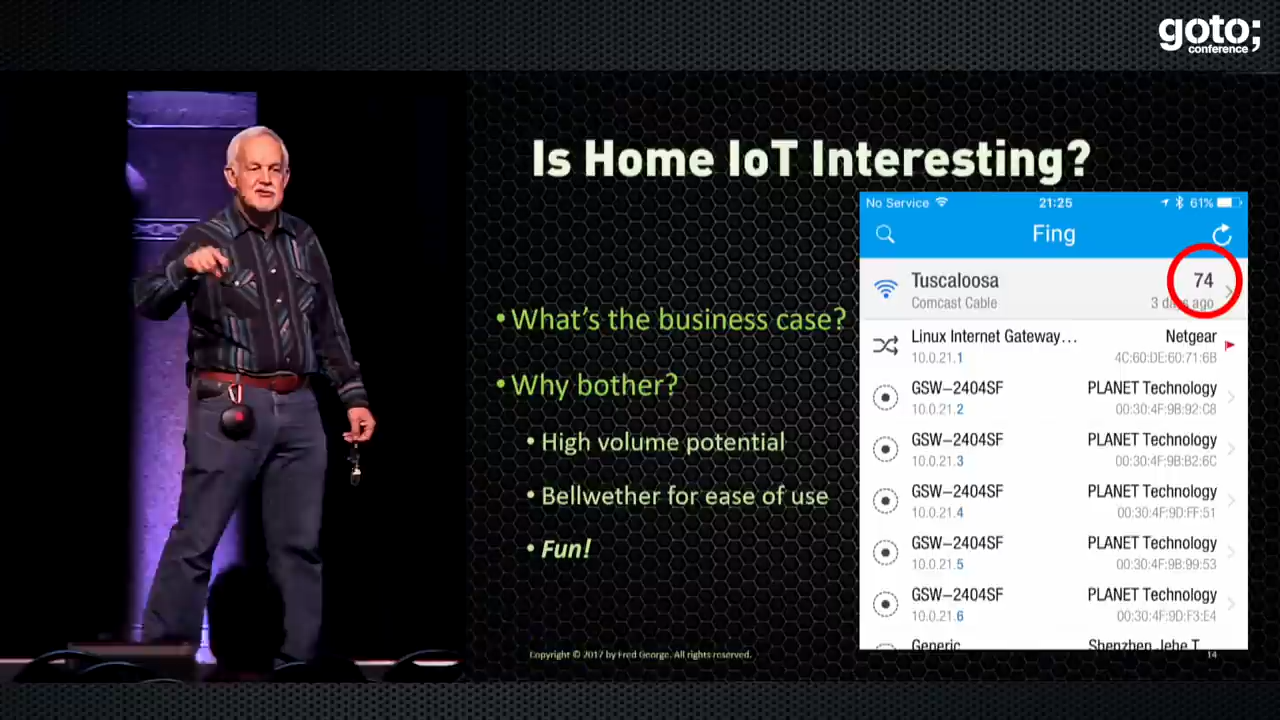 goto;
conference
Is Home IoT Interesting?
• What's the business case?
• Why bother?
• High volume potential
• Bellwether for ease of use
• Fun!
No Service 21:25 61%
Fing
Tuscaloosa 74
Comcast Cable 3 days ago
Linux Internet Gateway... Netgear
10.0.21.1 4C:60:DE:60:71:6B
GSW-2404SF PLANET Technology
10.0.21.2 00:30:4F:9B:92:C8
GSW-2404SF PLANET Technology
10.0.21.3 00:30:4F:9B:B2:6C
GSW-2404SF PLANET Technology
10.0.21.4 00:30:4F:9D:FF:51
GSW-2404SF PLANET Technology
10.0.21.5 00:30:4F:9B:99:53
GSW-2404SF PLANET Technology
10.0.21.6 00:30:4F:9D:F3:E4
Generic Shenzhen Jehe T
Copyright © 2017 by Fred George. All rights reserved. 14